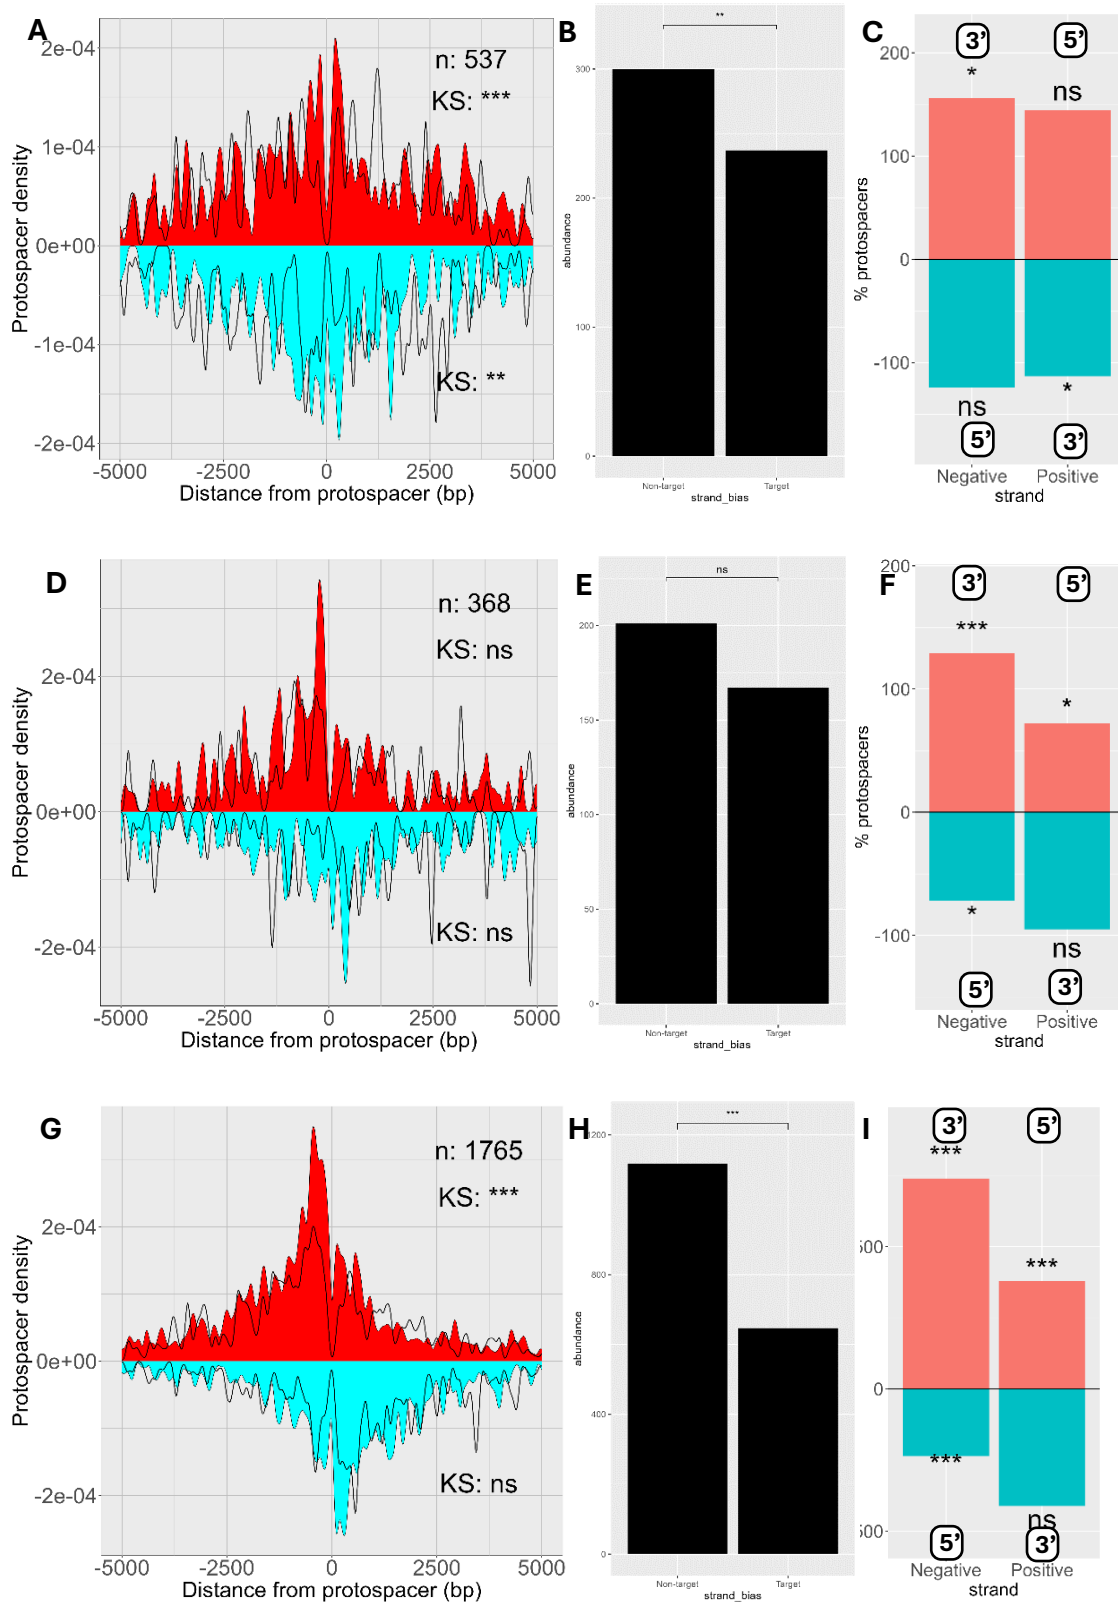 A
2e-04
1e-04
0e+00
-1e-04
-2e-04
Protospacer density
n: 537
KS: ***
KS: **
-5000 -2500 0 2500 5000
Distance from protospacer (bp)
B
**
300
200
100
0
abundance
Non-target Target
strand_bias
C
3’ 5’
* ns
200
100
0
-100
% protospacers
ns *
5’ 3’
Negative Positive
strand
D
2e-04
0e+00
-2e-04
Protospacer density
n: 368
KS: ns
KS: ns
-5000 -2500 0 2500 5000
Distance from protospacer (bp)
E
ns
200
150
100
50
0
abundance
Non-target Target
strand_bias
F
3’ 5’
*** *
200
100
0
-100
% protospacers
* ns
5’ 3’
Negative Positive
strand
G
2e-04
0e+00
-2e-04
Protospacer density
n: 1765
KS: ***
KS: ns
-5000 -2500 0 2500 5000
Distance from protospacer (bp)
H
***
1200
800
400
0
abundance
Non-target Target
strand_bias
I
3’ 5’
*** ***
500
0
500
*** ns
5’ 3’
Negative Positive
strand